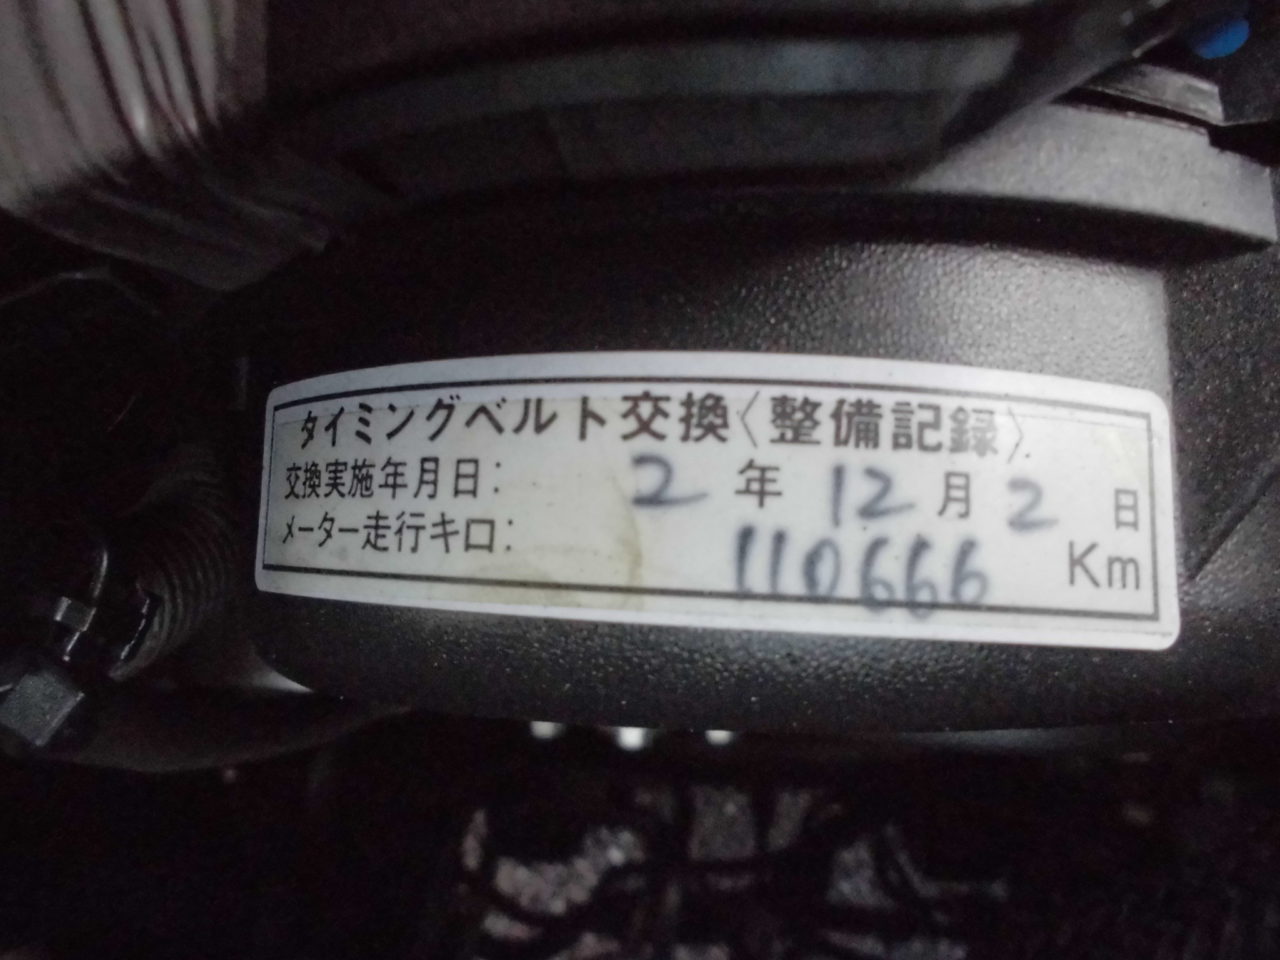 タイミングベルト交換〈整備記録〉
交換実施年月日: 2 年 12 月 2 日
メーター走行キロ: 110666 Km